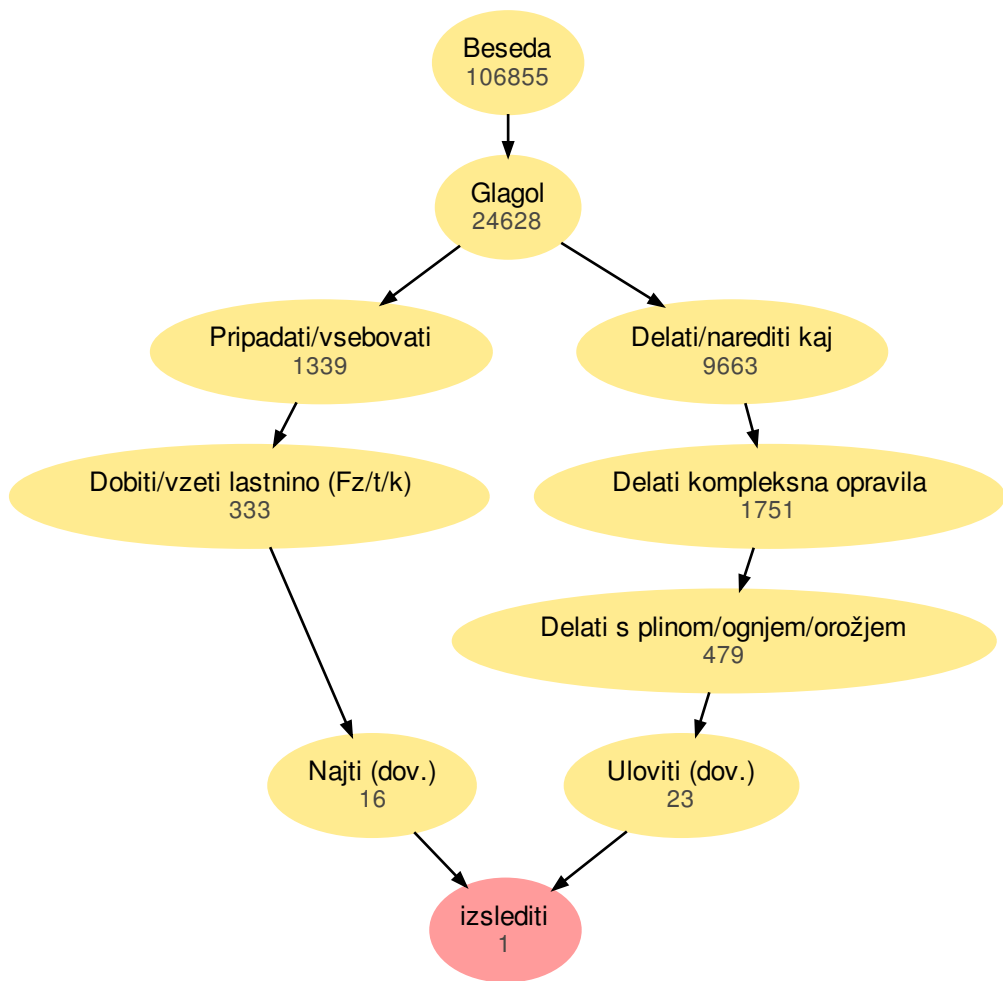 Beseda
106855
Glagol
24628
Pripadati/vsebovati
1339
Delati/narediti kaj
9663
Dobiti/vzeti lastnino (Fz/t/k)
333
Delati kompleksna opravila
1751
Delati s plinom/ognjem/orožjem
479
Najti (dov.)
16
Uloviti (dov.)
23
izslediti
1